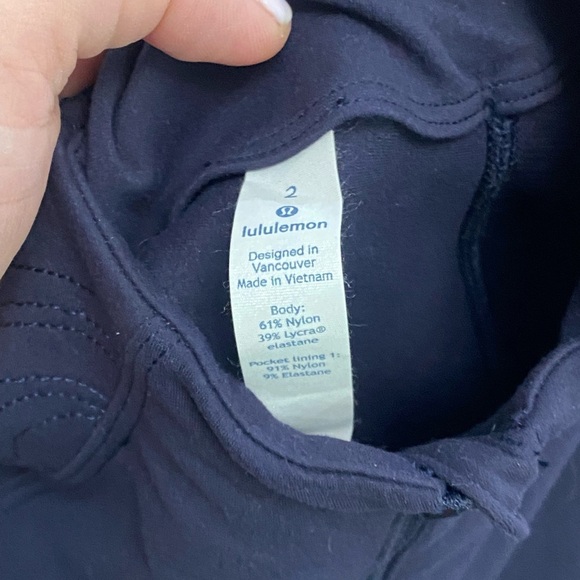 2
lululemon
Designed in
Vancouver
Made in Vietnam
Body:
61% Nylon
39% Lycra®
elastane
Pocket lining 1:
91% Nylon
9% Elastane